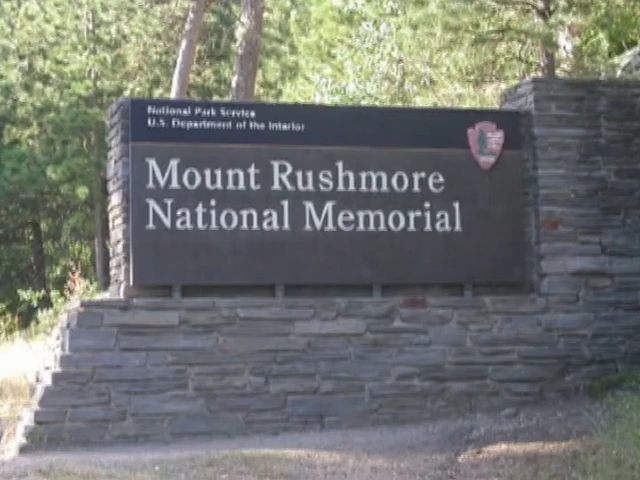 National Park Service
U.S. Department of the Interior
Mount Rushmore
National Memorial